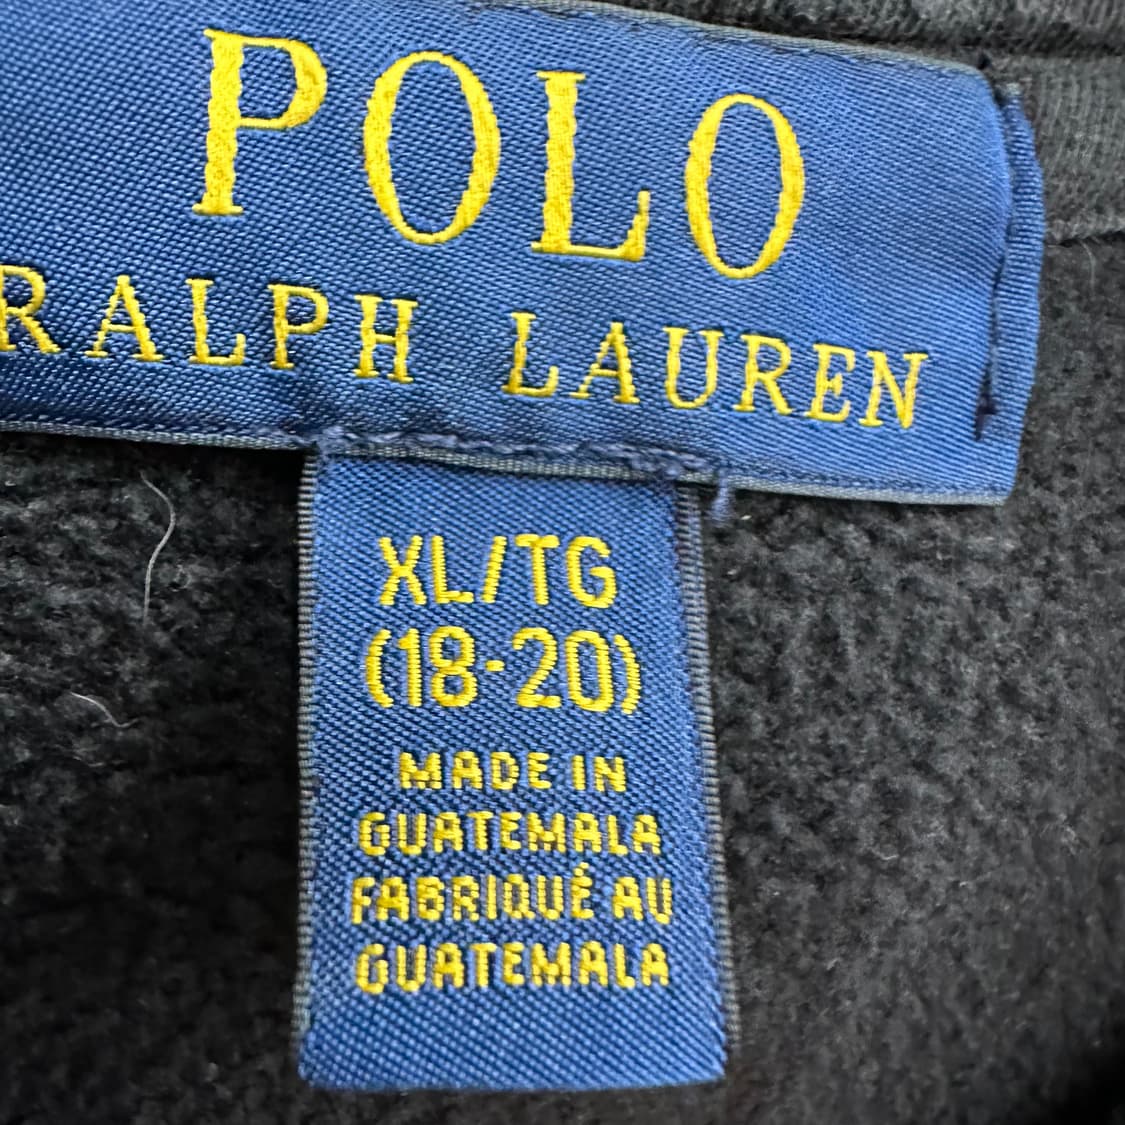 POLO
RALPH LAUREN
XL/TG
(18-20)
MADE IN
GUATEMALA
FABRIQUÉ AU
GUATEMALA